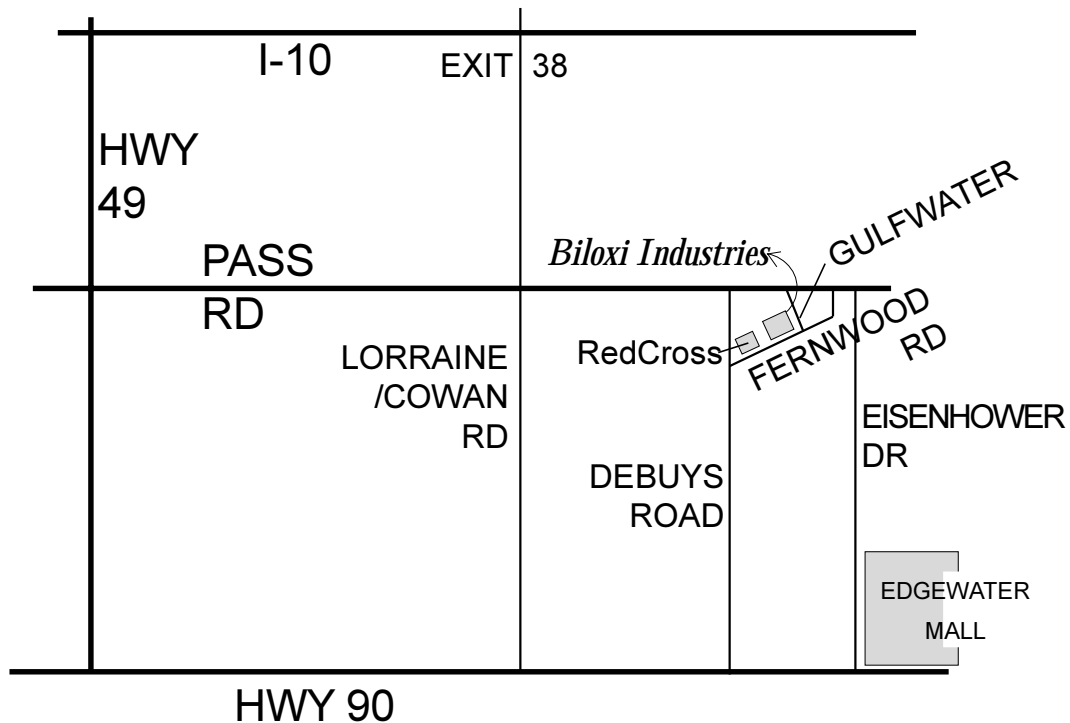 I-10
EXIT 38
HWY
49
GULFWATER
Biloxi Industries
PASS
RD
FERNWOOD
RD
RedCross
LORRAINE
/COWAN
RD
EISENHOWER
DR
DEBUYS
ROAD
EDGEWATER
MALL
HWY 90